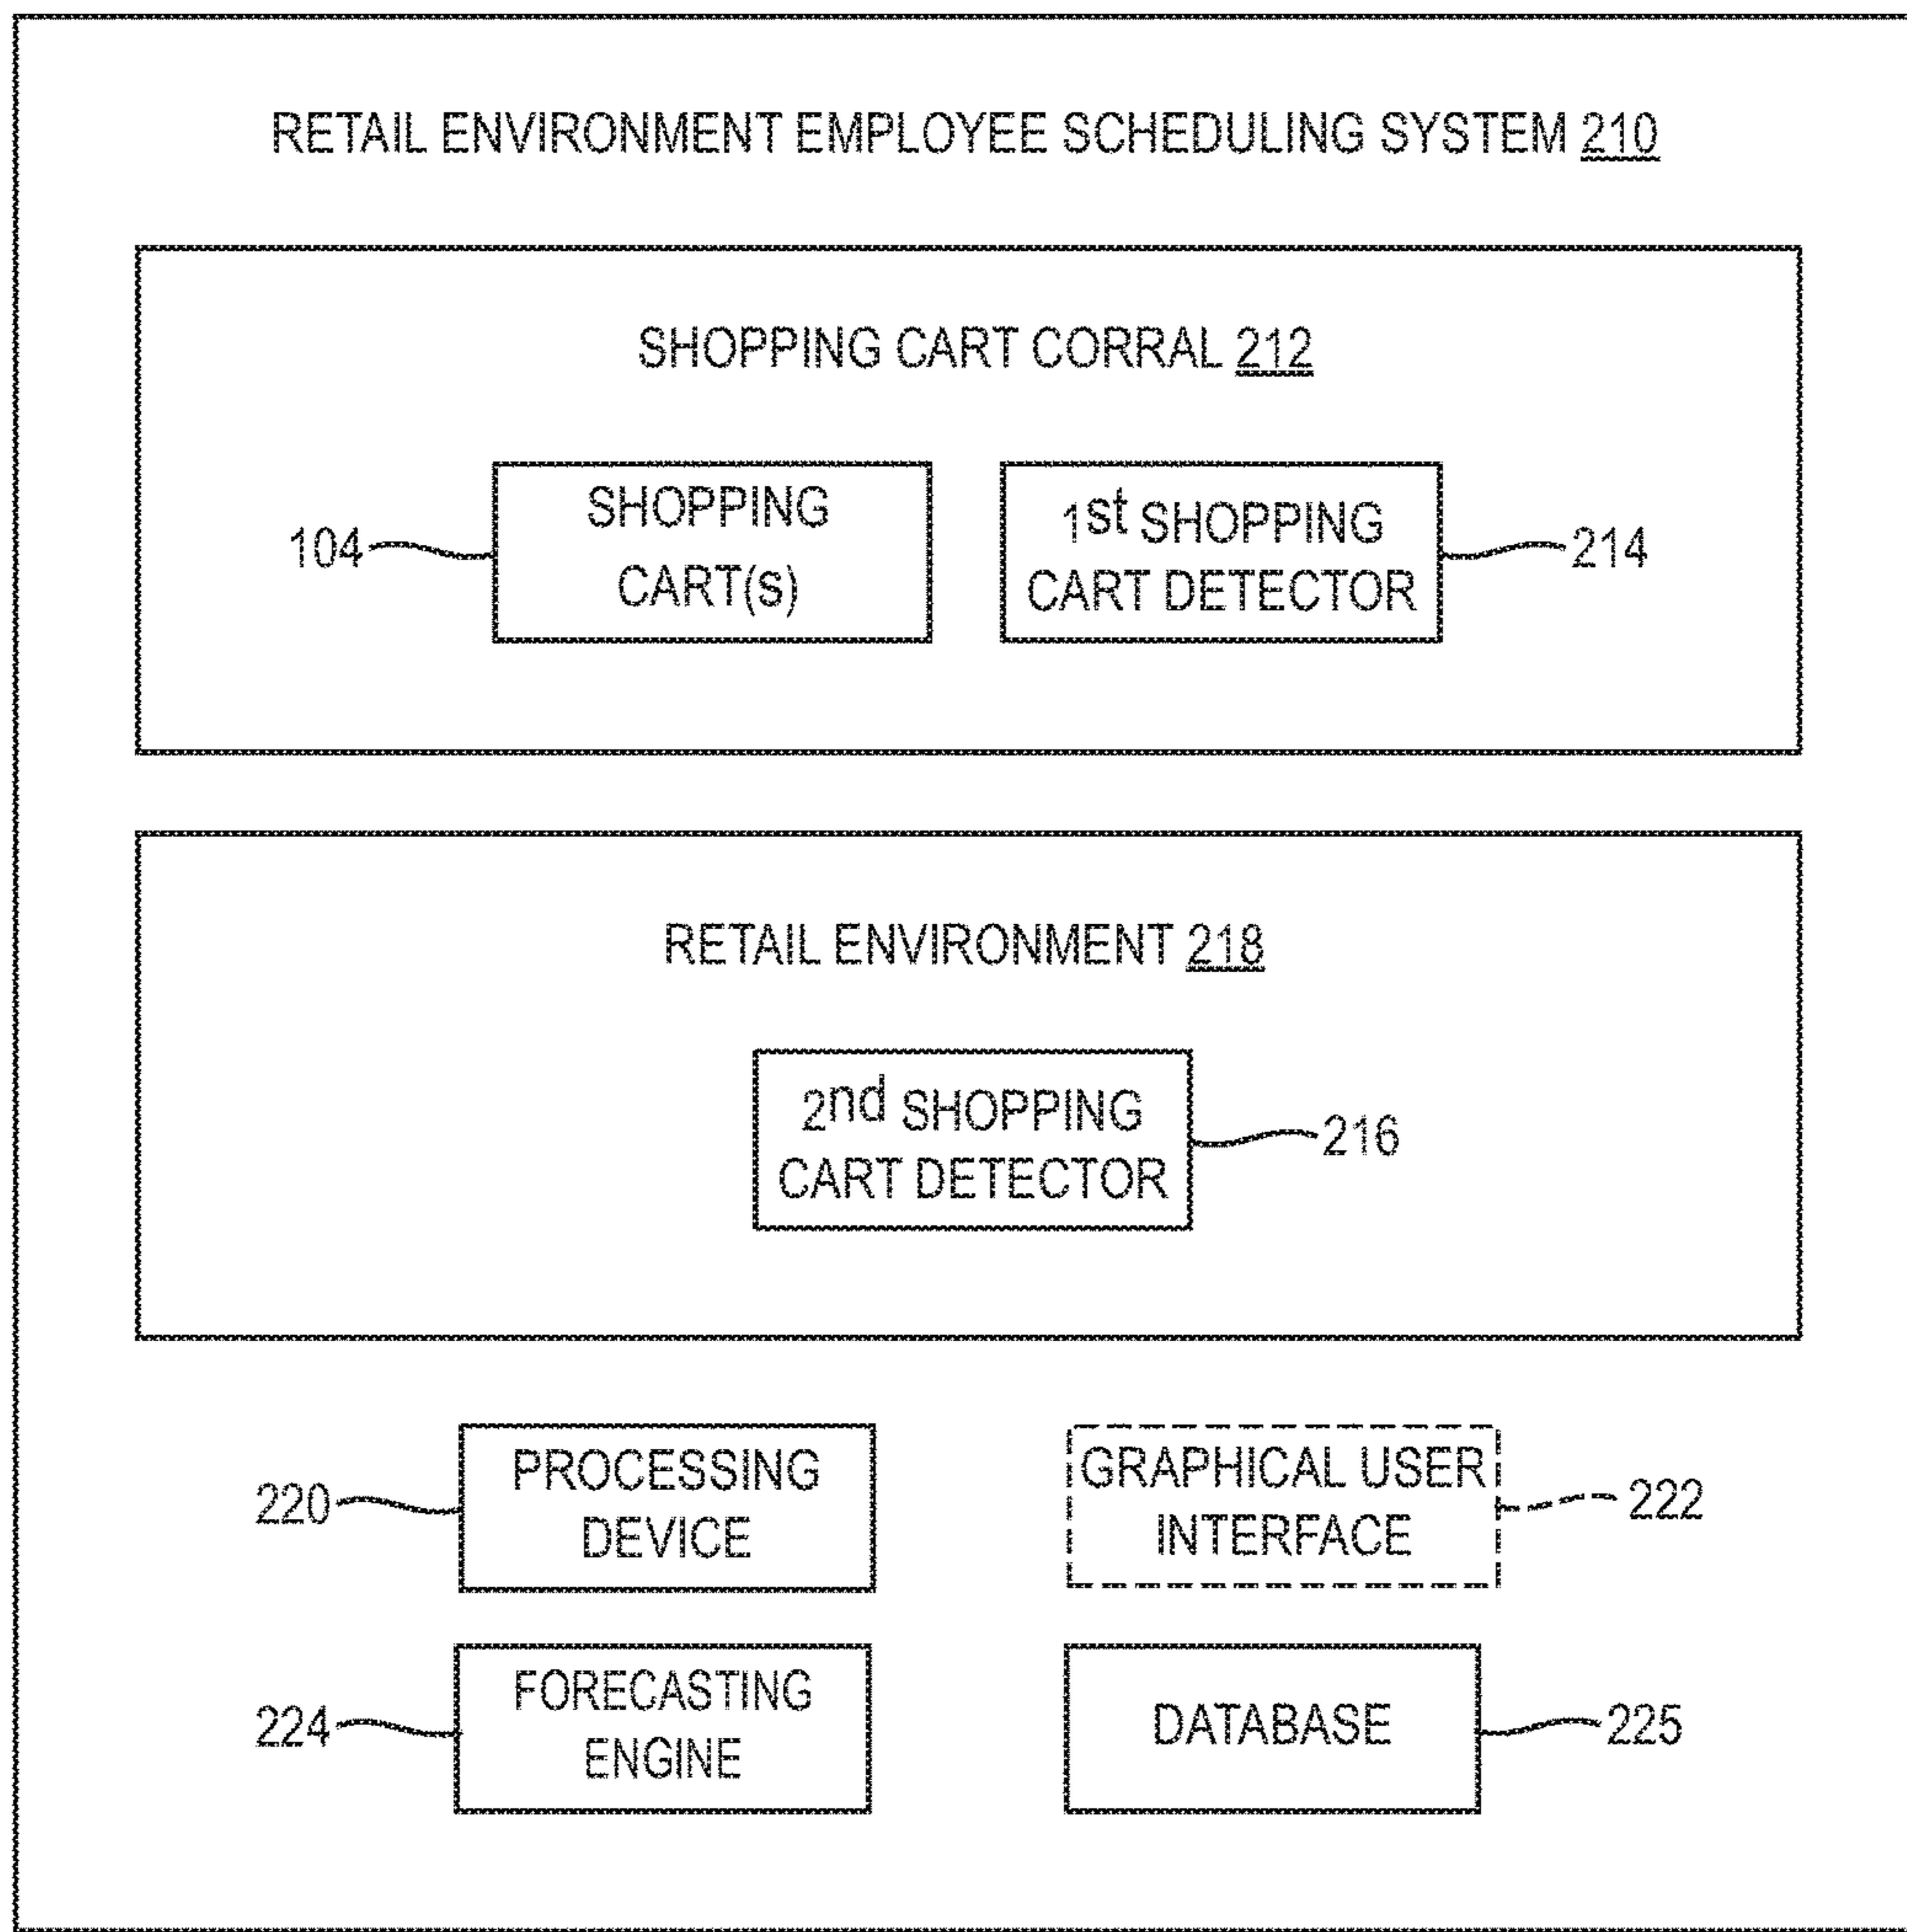 RETAIL ENVIRONMENT EMPLOYEE SCHEDULING SYSTEM 210
SHOPPING CART CORRAL 212
104
SHOPPING
CART(s)
1st SHOPPING
CART DETECTOR
214
RETAIL ENVIRONMENT 218
2nd SHOPPING
CART DETECTOR
216
220
PROCESSING
DEVICE
GRAPHICAL USER
INTERFACE
222
224
FORECASTING
ENGINE
DATABASE
225